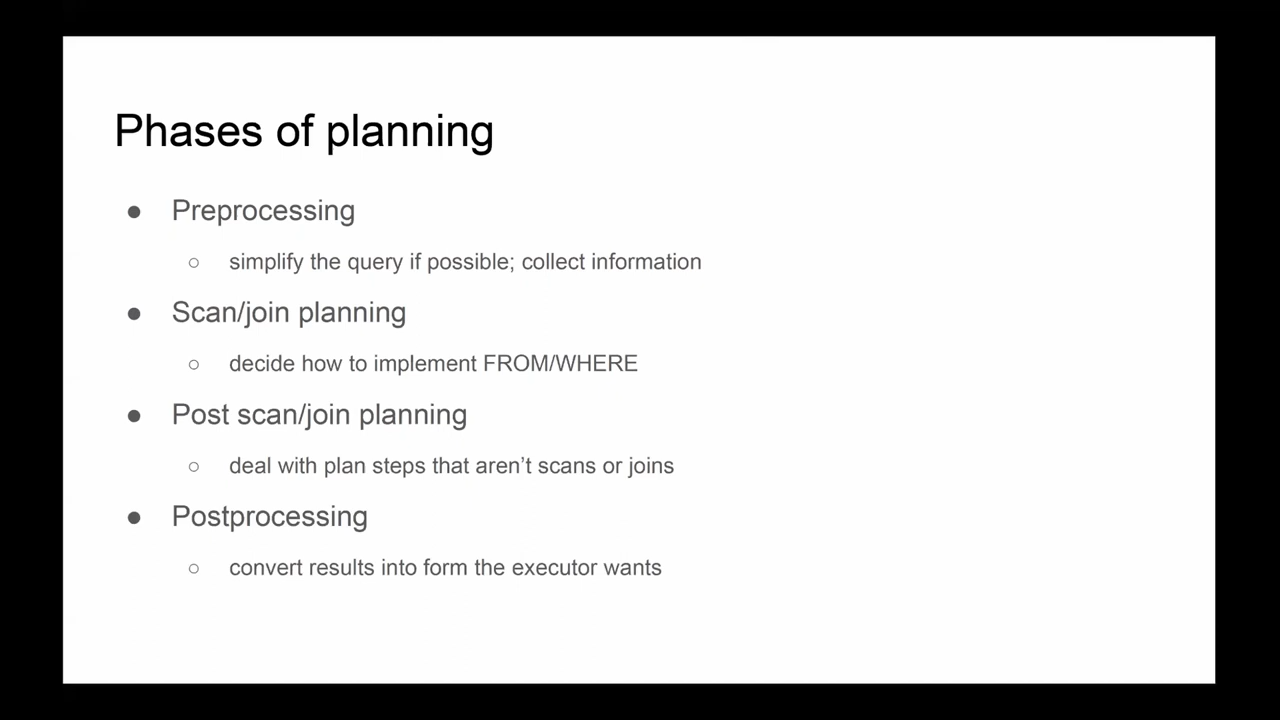 Phases of planning
● Preprocessing
○ simplify the query if possible; collect information
● Scan/join planning
○ decide how to implement FROM/WHERE
● Post scan/join planning
○ deal with plan steps that aren’t scans or joins
● Postprocessing
○ convert results into form the executor wants